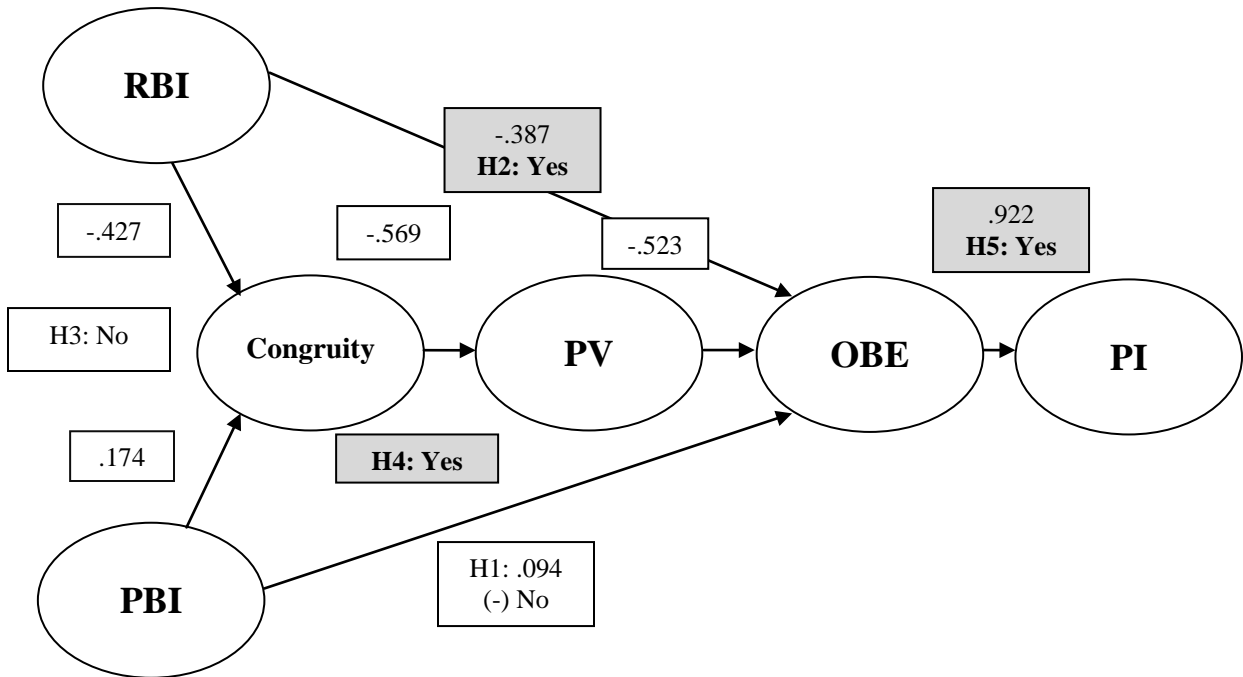 RBI
-.387
H2: Yes
-.427
-.569
-.523
.922
H5: Yes
H3: No
Congruity
PV
OBE
PI
.174
H4: Yes
H1: .094
(-) No
PBI